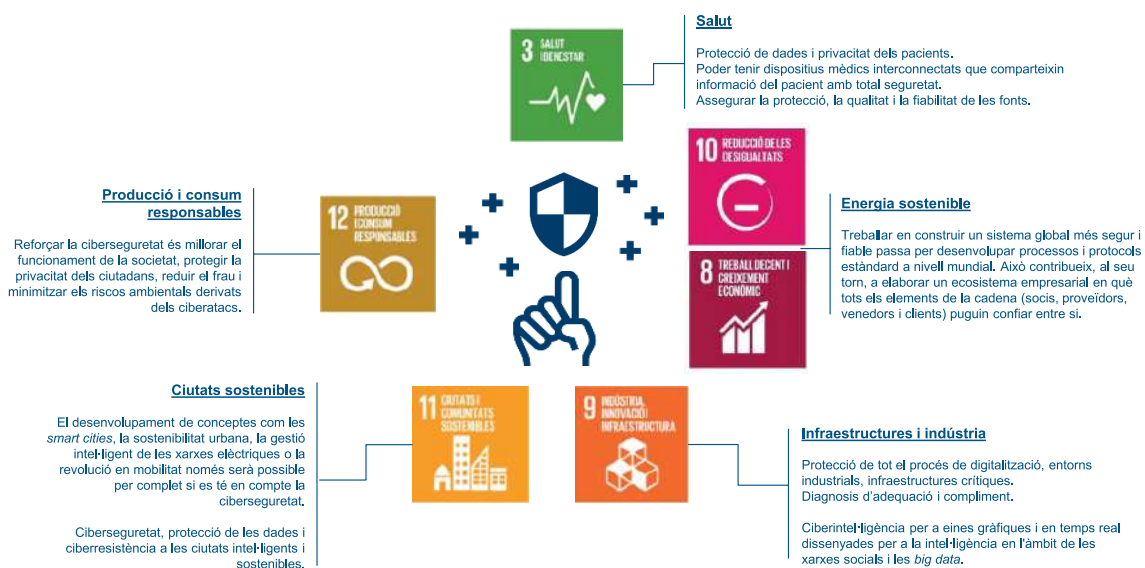 3 SALUT
I BENESTAR
Salut
Protecció de dades i privacitat dels pacients.
Poder tenir dispositius mèdics interconnectats que comparteixin
informació del pacient amb total seguretat.
Assegurar la protecció, la qualitat i la fiabilitat de les fonts.
10 REDUCCIÓ DE LES
DESIGUALTATS
Producció i consum
responsables
Reforçar la ciberseguretat és millorar el
funcionament de la societat, protegir la
privacitat dels ciutadans, reduir el frau i
minimitzar els riscos ambientals derivats
dels ciberatacs.
12 PRODUCCIÓ
I CONSUM
RESPONSABLES
Energia sostenible
Treballar en construir un sistema global més segur i
fiable passa per desenvolupar processos i protocols
estàndard a nivell mundial. Això contribueix, al seu
torn, a elaborar un ecosistema empresarial en què
tots els elements de la cadena (socis, proveïdors,
venedors i clients) puguin confiar entre si.
8 TREBALL DECENT I
CREIXEMENT
ECONÒMIC
Ciutats sostenibles
El desenvolupament de conceptes com les
smart cities, la sostenibilitat urbana, la gestió
intel·ligent de les xarxes elèctriques o la
revolució en mobilitat només serà possible
per complet si es té en compte la
ciberseguretat.
Ciberseguretat, protecció de les dades i
ciberresistència a les ciutats intel·ligents i
sostenibles.
11 CIUTATS I
COMUNITATS
SOSTENIBLES
9 INDÚSTRIA,
INNOVACIÓ I
INFRAESTRUCTURA
Infraestructures i indústria
Protecció de tot el procés de digitalització, entorns
industrials, infraestructures crítiques.
Diagnosis d'adequació i compliment.
Ciberintel·ligència per a eines gràfiques i en temps real
dissenyades per a la intel·ligència en l'àmbit de les
xarxes socials i les big data.